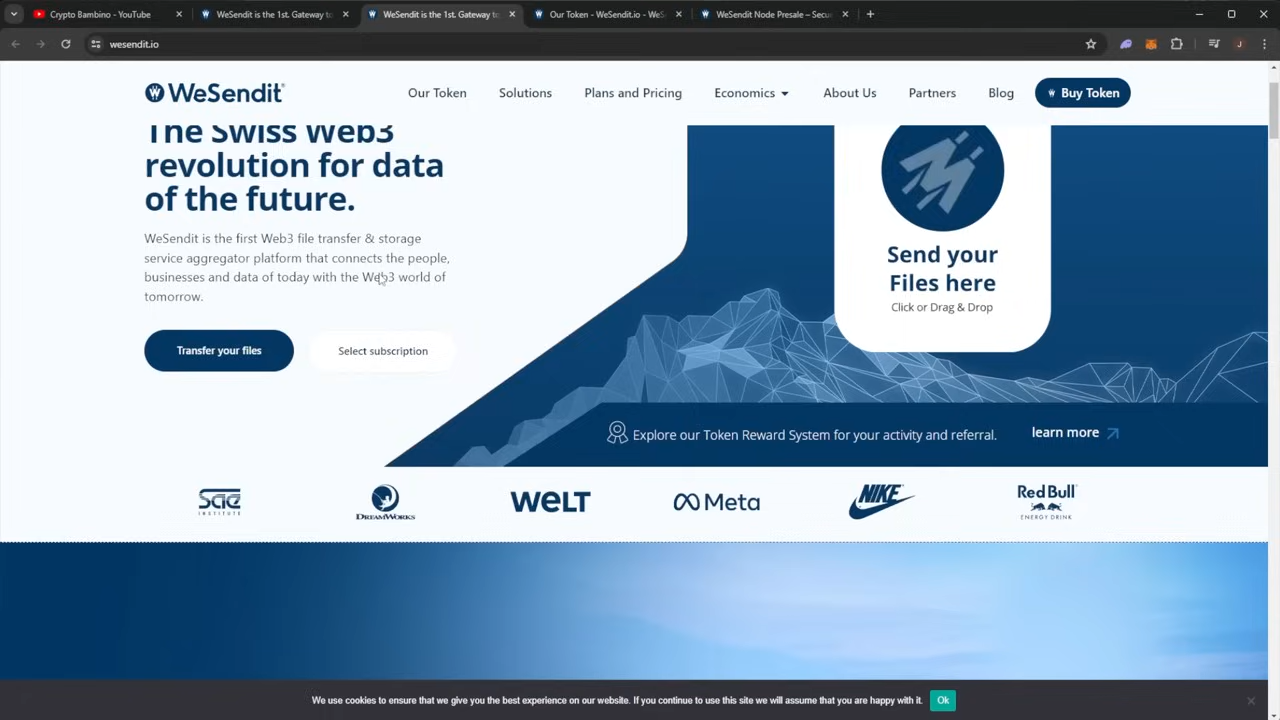 Crypto Bambino - YouTube
WeSendit is the 1st. Gateway to
WeSendit is the 1st. Gateway to
Our Token - WeSendit.io - WeS
WeSendit Node Presale – Secu
wesendit.io
J
WeSendit®
Our Token
Solutions
Plans and Pricing
Economics
About Us
Partners
Blog
Buy Token
The Swiss Web3
revolution for data
of the future.
WeSendit is the first Web3 file transfer & storage
service aggregator platform that connects the people,
businesses and data of today with the Web3 world of
tomorrow.
Transfer your files
Select subscription
Send your
Files here
Click or Drag & Drop
Explore our Token Reward System for your activity and referral.
learn more
SAE
INSTITUTE
DREAMWORKS
WELT
Meta
NIKE
Red Bull
ENERGY DRINK
We use cookies to ensure that we give you the best experience on our website. If you continue to use this site we will assume that you are happy with it.
Ok